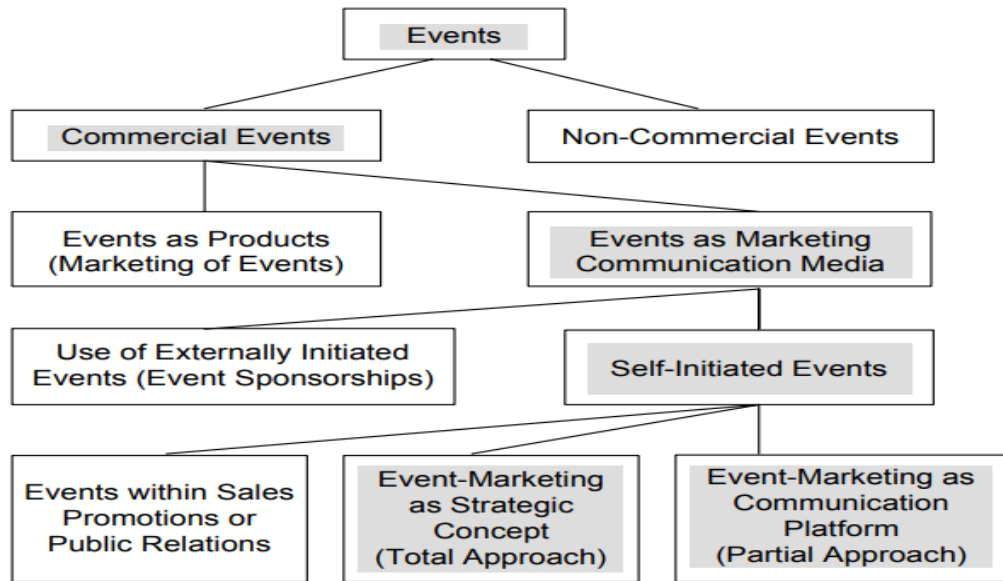 Events
Commercial Events
Non-Commercial Events
Events as Products
(Marketing of Events)
Events as Marketing
Communication Media
Use of Externally Initiated
Events (Event Sponsorships)
Self-Initiated Events
Events within Sales
Promotions or
Public Relations
Event-Marketing
as Strategic
Concept
(Total Approach)
Event-Marketing as
Communication
Platform
(Partial Approach)